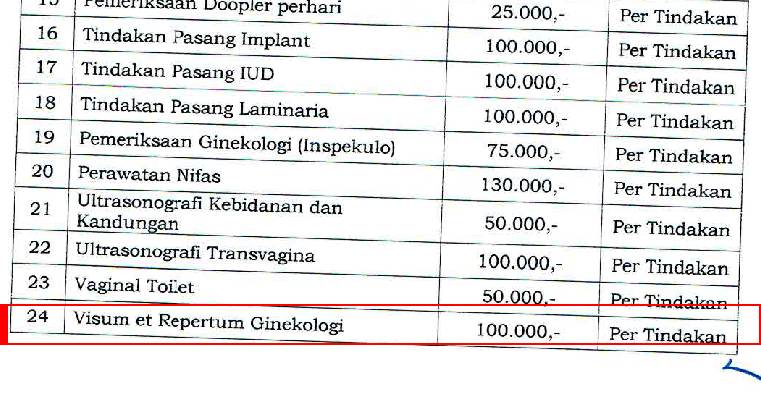 15 Pemeriksaan Doopler perhari 25.000,- Per Tindakan
16 Tindakan Pasang Implant 100.000,- Per Tindakan
17 Tindakan Pasang IUD 100.000,- Per Tindakan
18 Tindakan Pasang Laminaria 100.000,- Per Tindakan
19 Pemeriksaan Ginekologi (Inspekulo) 75.000,- Per Tindakan
20 Perawatan Nifas 130.000,- Per Tindakan
21 Ultrasonografi Kebidanan dan
Kandungan 50.000,- Per Tindakan
22 Ultrasonografi Transvagina 100.000,- Per Tindakan
23 Vaginal Toilet 50.000,- Per Tindakan
24 Visum et Repertum Ginekologi 100.000,- Per Tindakan